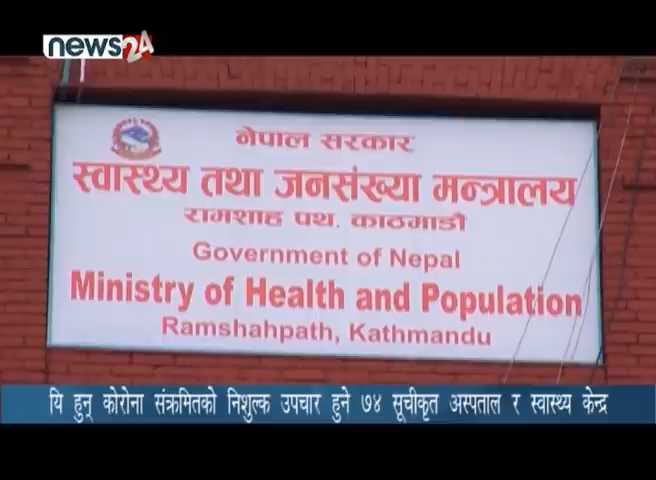 news24
नेपाल सरकार
स्वास्थ्य तथा जनसंख्या मन्त्रालय
रामशाह पथ. काठमाडौं
Government of Nepal
Ministry of Health and Population
Ramshahpath, Kathmandu
यि हुन् कोरोना संक्रमितको निशुल्क उपचार हुने ७४ सूचीकृत अस्पताल र स्वास्थ्य केन्द्र